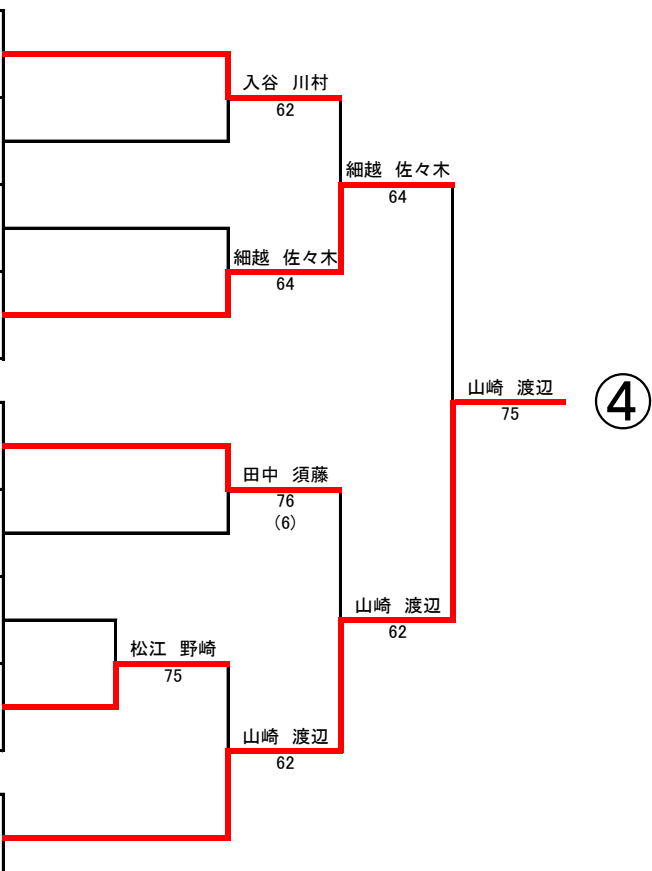 入谷 川村
62
細越 佐々木
64
細越 佐々木
64
山崎 渡辺
75
④
田中 須藤
76
(6)
山崎 渡辺
62
松江 野崎
75
山崎 渡辺
62